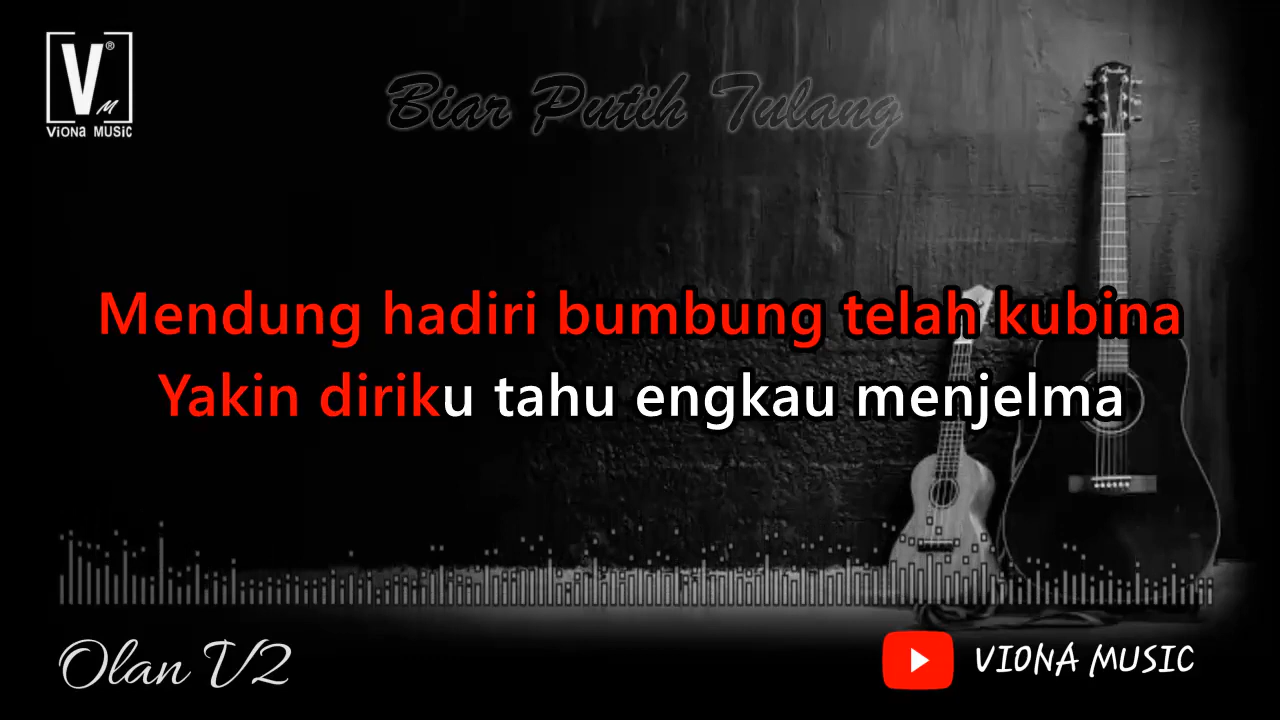 V®
M
ViONa MUSiC
Biar Putih Tulang
Mendung hadiri bumbung telah kubina
Yakin diriku tahu engkau menjelma
Olan V2
VIONA MUSIC